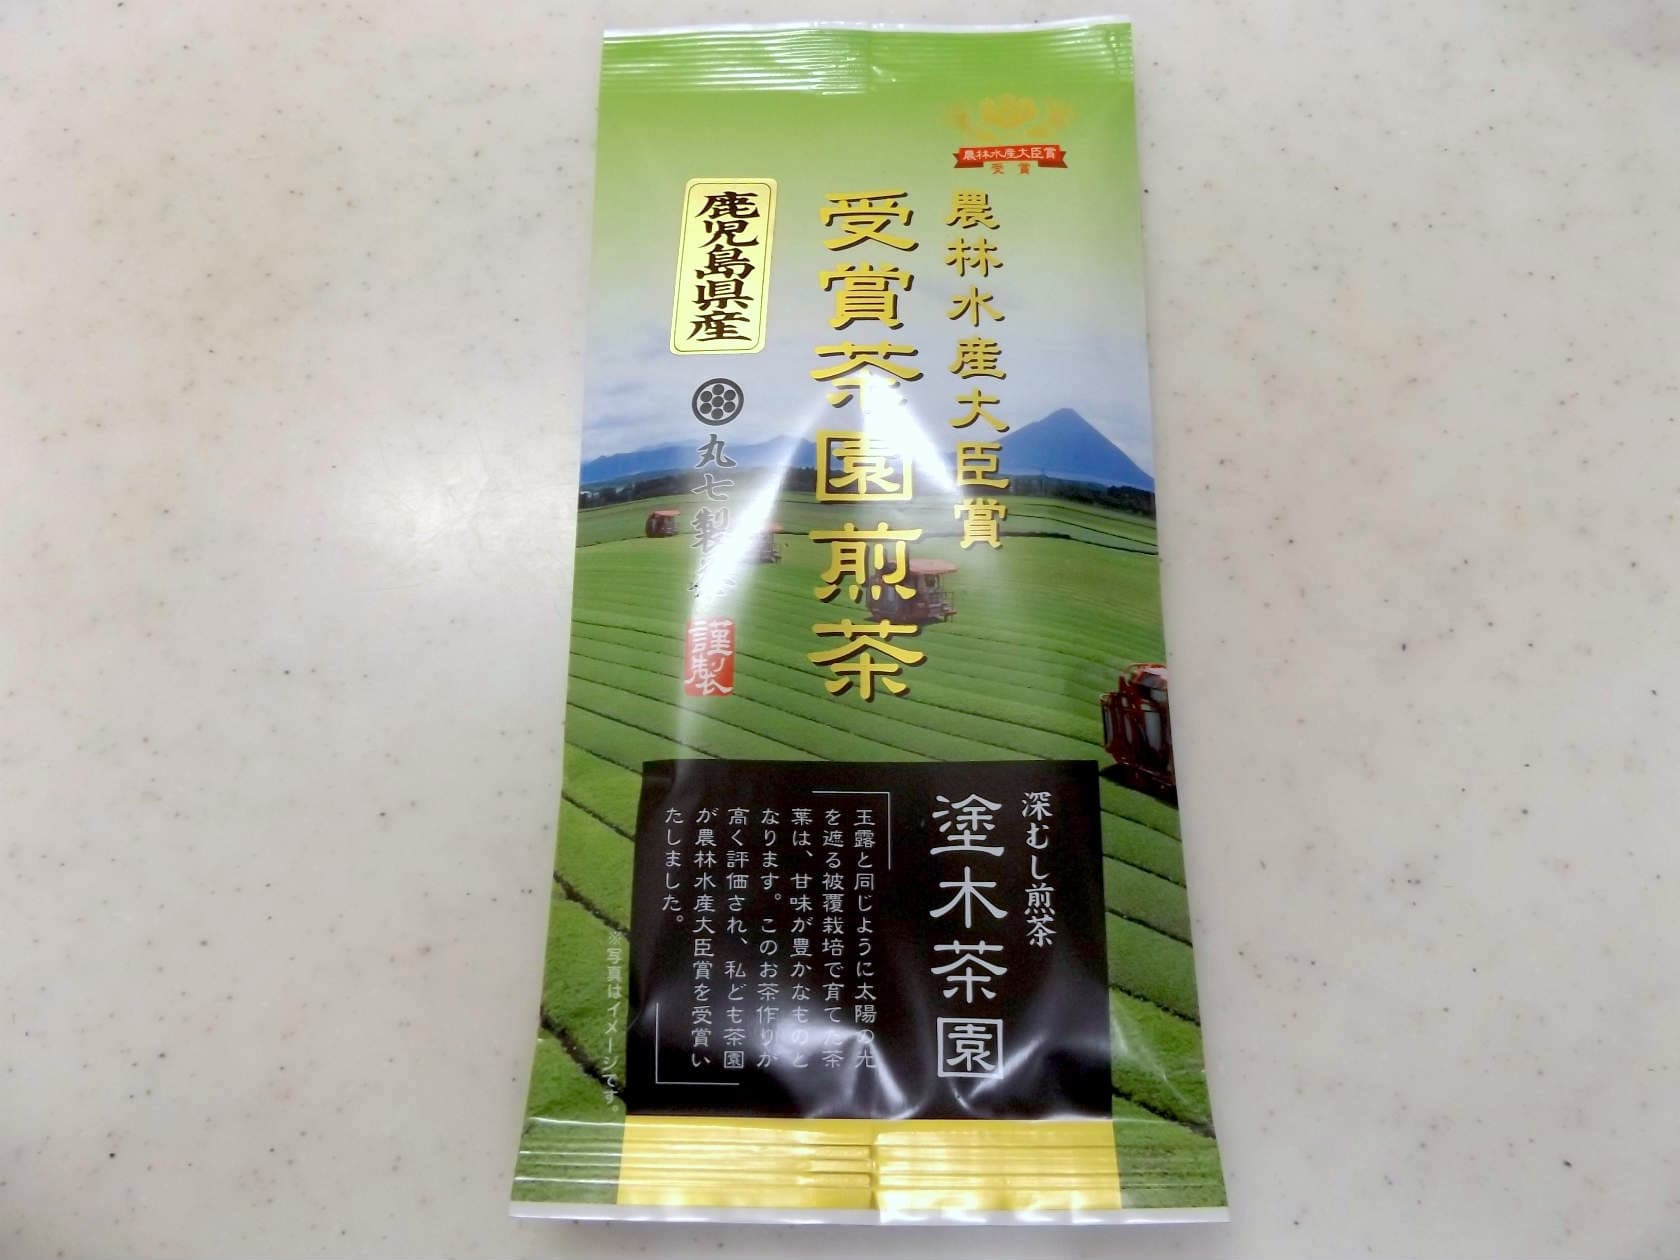 農林水産大臣賞
受賞
農林水産大臣賞
受賞茶園煎茶
鹿児島県産
丸七製茶
謹製
深むし煎茶
塗木茶園
玉露と同じように太陽の光
を遮る被覆栽培で育てた茶
葉は、甘味が豊かなものと
なります。このお茶作りが
高く評価され、私ども茶園
が農林水産大臣賞を受賞い
たしました。
※写真はイメージです。